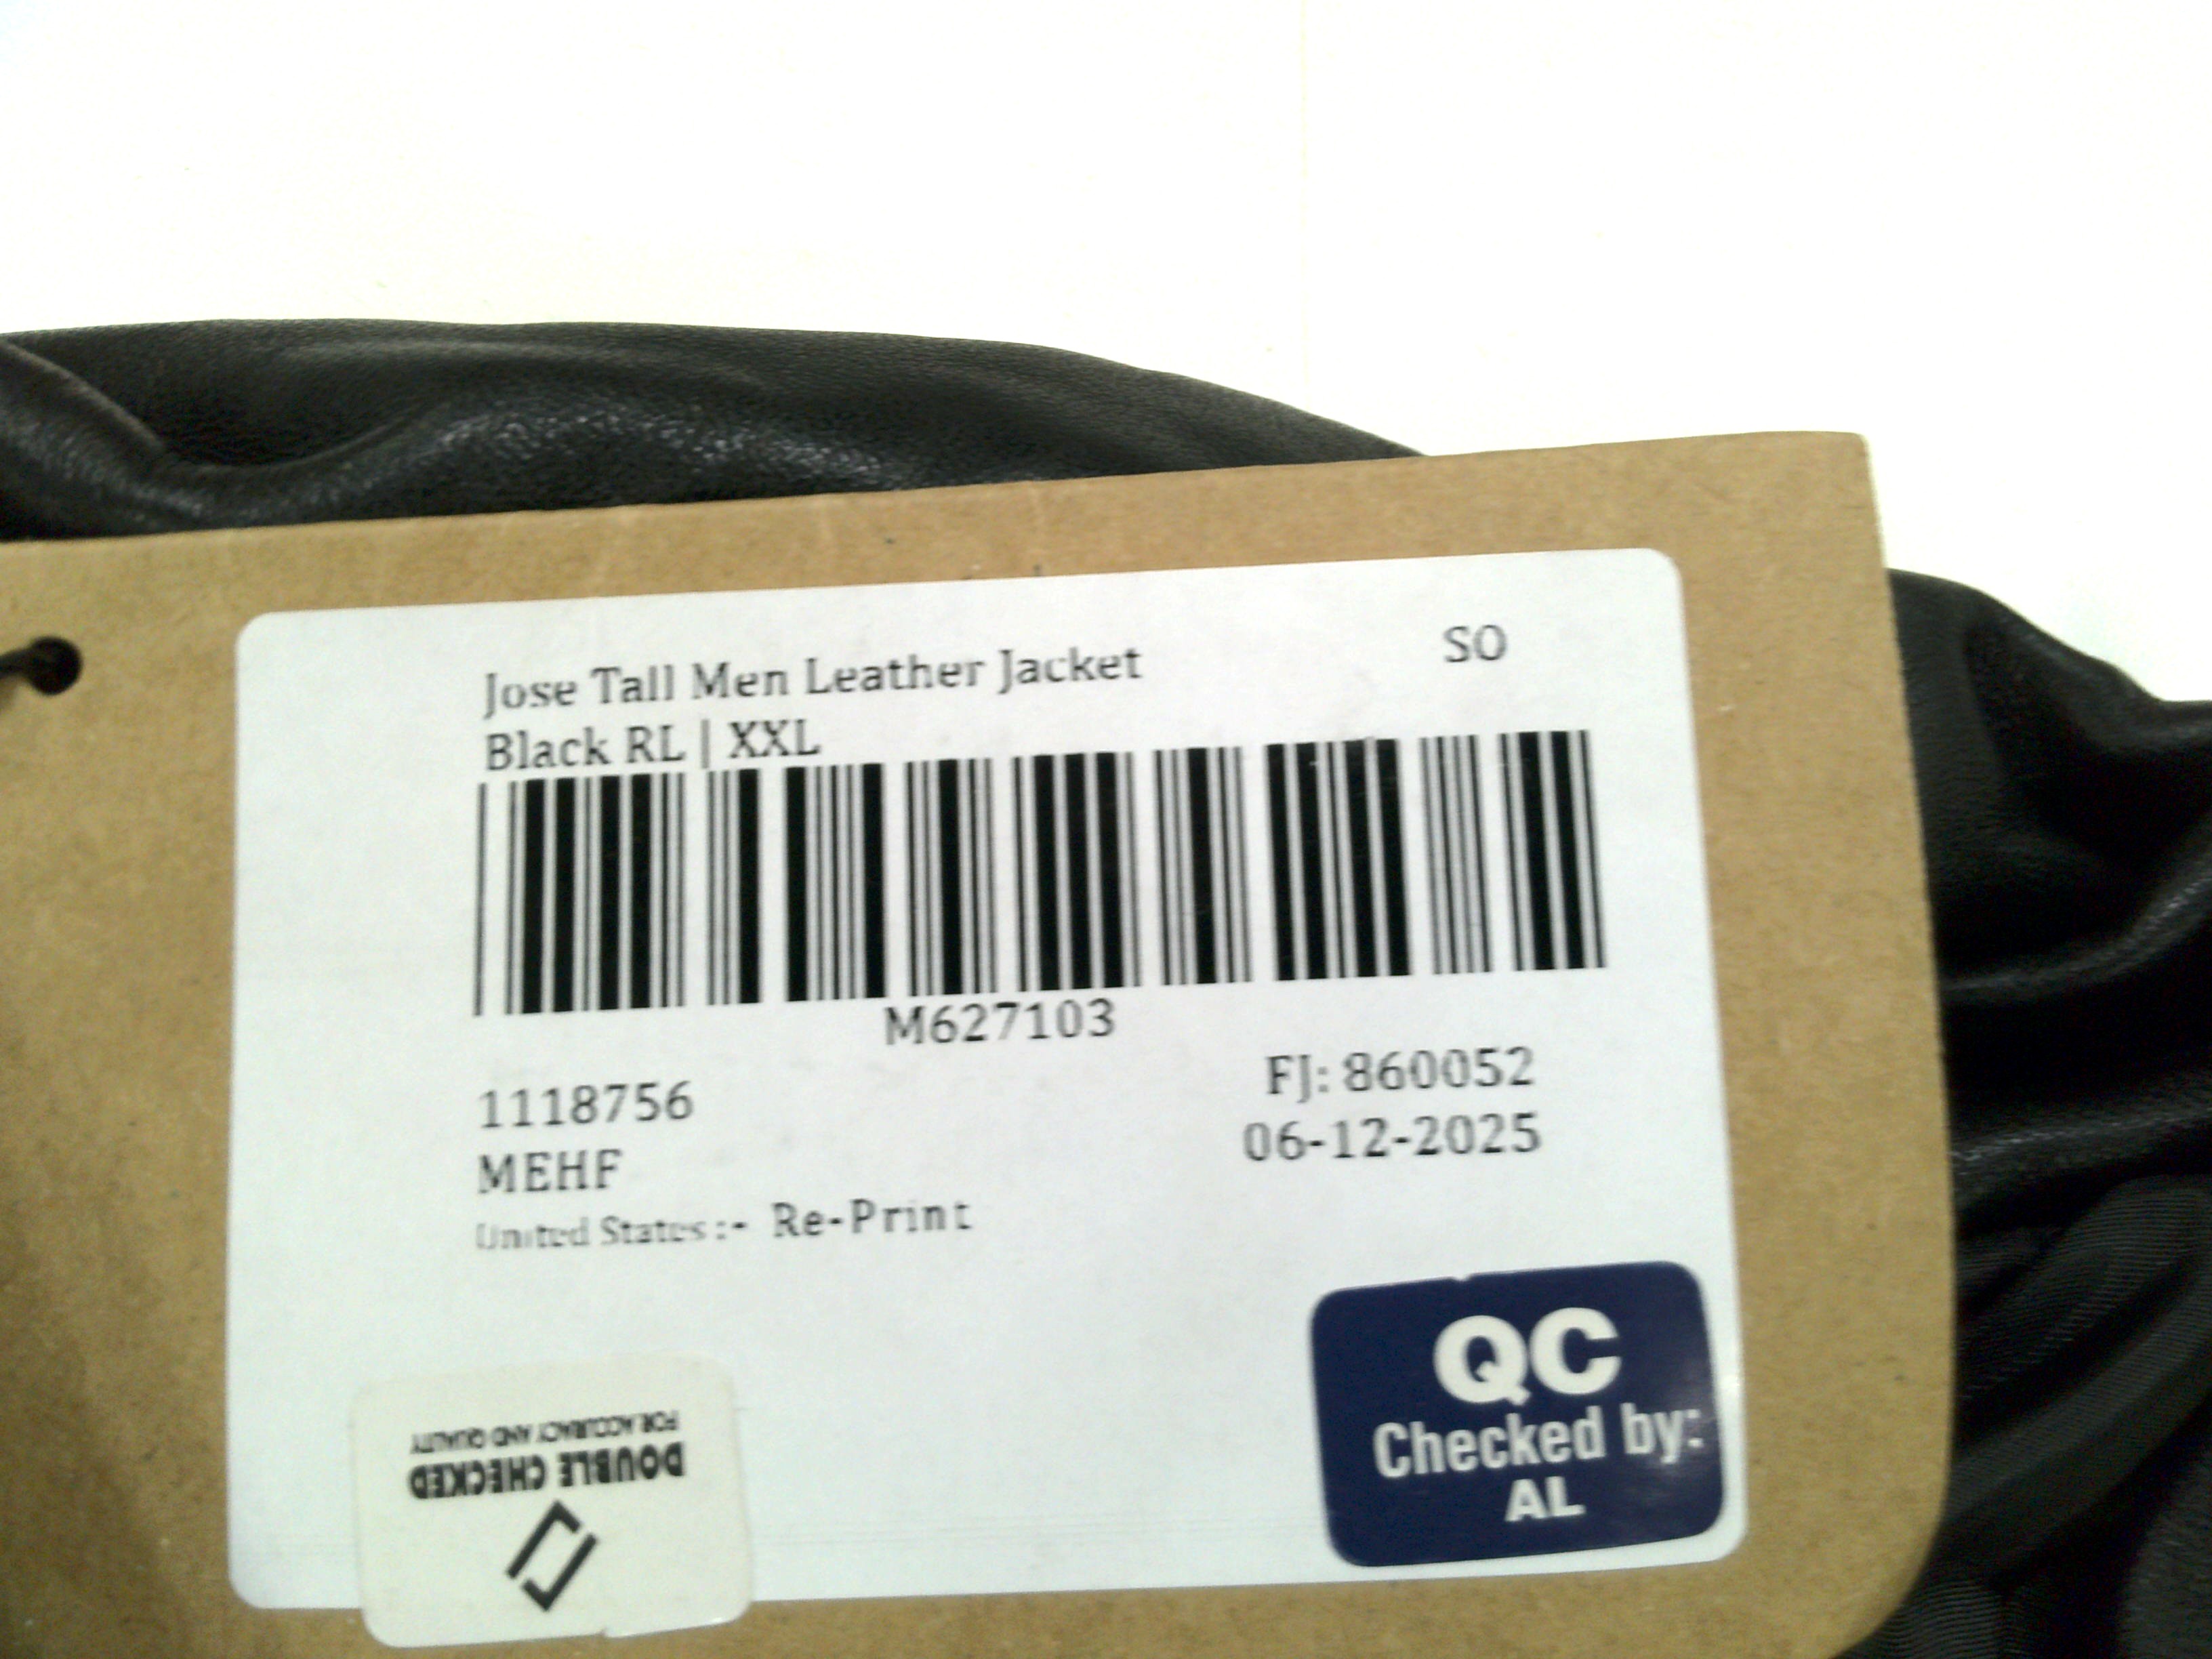 Jose Tall Men Leather Jacket
SO
Black RL | XXL
M627103
1118756
FJ: 860052
MEHF
06-12-2025
United States :- Re-Print
QC
Checked by:
AL
DOUBLE CHECKED
FOR ACCURACY AND QUALITY